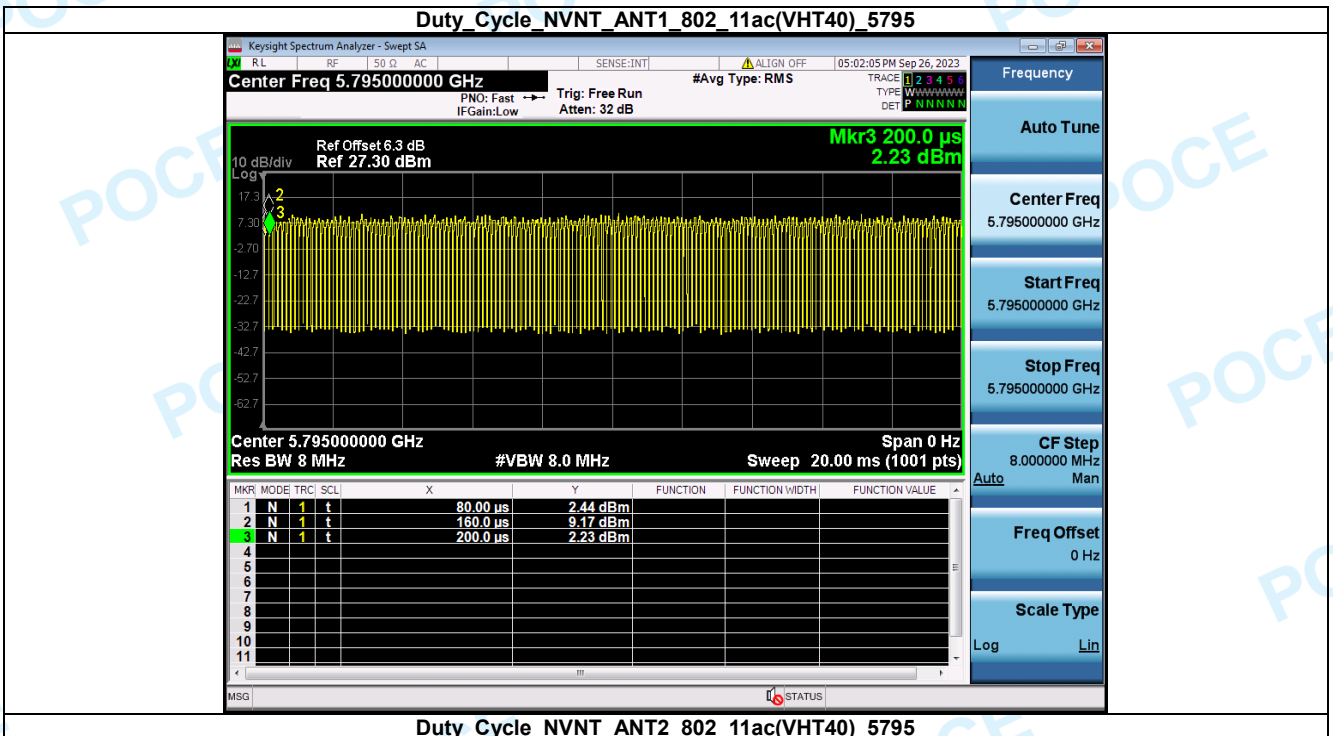 Duty_Cycle_NVNT_ANT1_802_11ac(VHT40)_5795
Keysight Spectrum Analyzer - Swept SA
LXI RL RF 50 Ω AC SENSE:INT ALIGN OFF 05:02:05 PM Sep 26, 2023
Center Freq 5.795000000 GHz #Avg Type: RMS TRACE 1 2 3 4 5 6
PNO: Fast Trig: Free Run TYPE WWWWWW
IFGain:Low Atten: 32 dB DET P N N N N N
Frequency
Mkr3 200.0 µs
2.23 dBm
Ref Offset 6.3 dB
10 dB/div Ref 27.30 dBm
Log
17.3
7.30
-2.70
-12.7
-22.7
-32.7
-42.7
-52.7
-62.7
2
3
Center 5.795000000 GHz Span 0 Hz
Res BW 8 MHz #VBW 8.0 MHz Sweep 20.00 ms (1001 pts)
MKR MODE TRC SCL X Y FUNCTION FUNCTION WIDTH FUNCTION VALUE
1 N 1 t 80.00 µs 2.44 dBm
2 N 1 t 160.0 µs 9.17 dBm
3 N 1 t 200.0 µs 2.23 dBm
4
5
6
7
8
9
10
11
MSG STATUS
Auto Tune
Center Freq
5.795000000 GHz
Start Freq
5.795000000 GHz
Stop Freq
5.795000000 GHz
CF Step
8.000000 MHz
Auto Man
Freq Offset
0 Hz
Scale Type
Log Lin
Duty_Cycle_NVNT_ANT2_802_11ac(VHT40)_5795
POCE
POCE
POCE
POCE